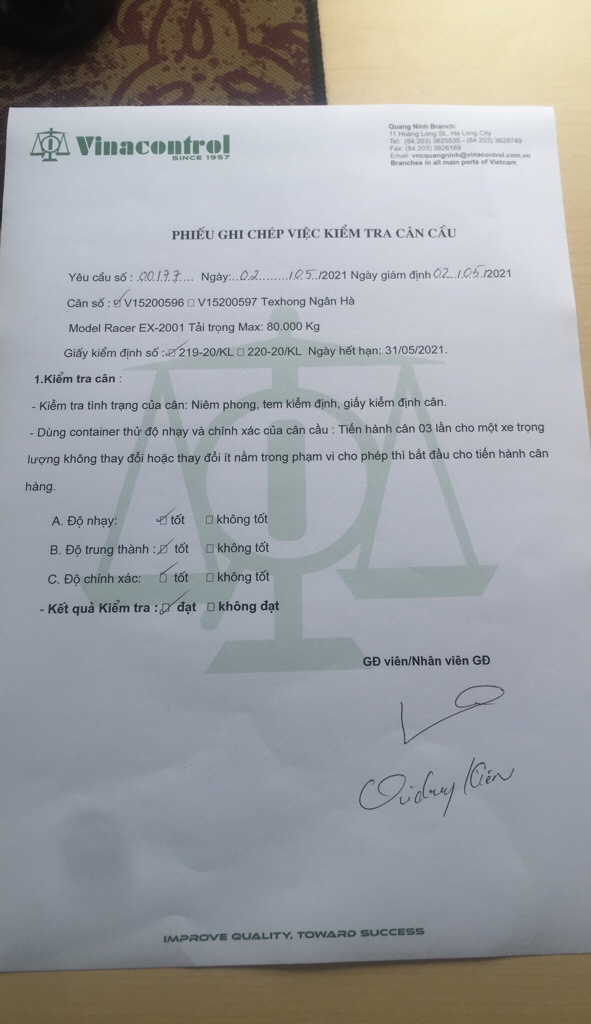 Vinacontrol
SINCE 1957
Quang Ninh Branch:
11 Hoang Long St., Ha Long City
Tel: (84.203) 3825535 - (84.203) 3629749
Fax: (84.203) 3826169
Email: vncquangninh@vinacontrol.com.vn
Branches in all main ports of Vietnam
PHIẾU GHI CHÉP VIỆC KIỂM TRA CÂN CẦU
Yêu cầu số : 00177.... Ngày:..02......../.05./2021 Ngày giám định 02../.05./2021
Cân số : ☑ V15200596 □ V15200597 Texhong Ngân Hà
Model Racer EX-2001 Tải trọng Max: 80.000 Kg
Giấy kiểm định số :☑ 219-20/KL □ 220-20/KL Ngày hết hạn: 31/05/2021.
1.Kiểm tra cân :
- Kiểm tra tình trạng của cân: Niêm phong, tem kiểm định, giấy kiểm định cân.
- Dùng container thử độ nhạy và chính xác của cân cầu : Tiến hành cân 03 lần cho một xe trọng
lượng không thay đổi hoặc thay đổi ít nằm trong phạm vi cho phép thì bắt đầu cho tiến hành cân
hàng.
A. Độ nhạy: ☑ tốt □ không tốt
B. Độ trung thành : ☑ tốt □ không tốt
C. Độ chính xác: ☑ tốt □ không tốt
- Kết quả Kiểm tra : ☑ đạt □ không đạt
GĐ viên/Nhân viên GĐ
Kiên
IMPROVE QUALITY, TOWARD SUCCESS